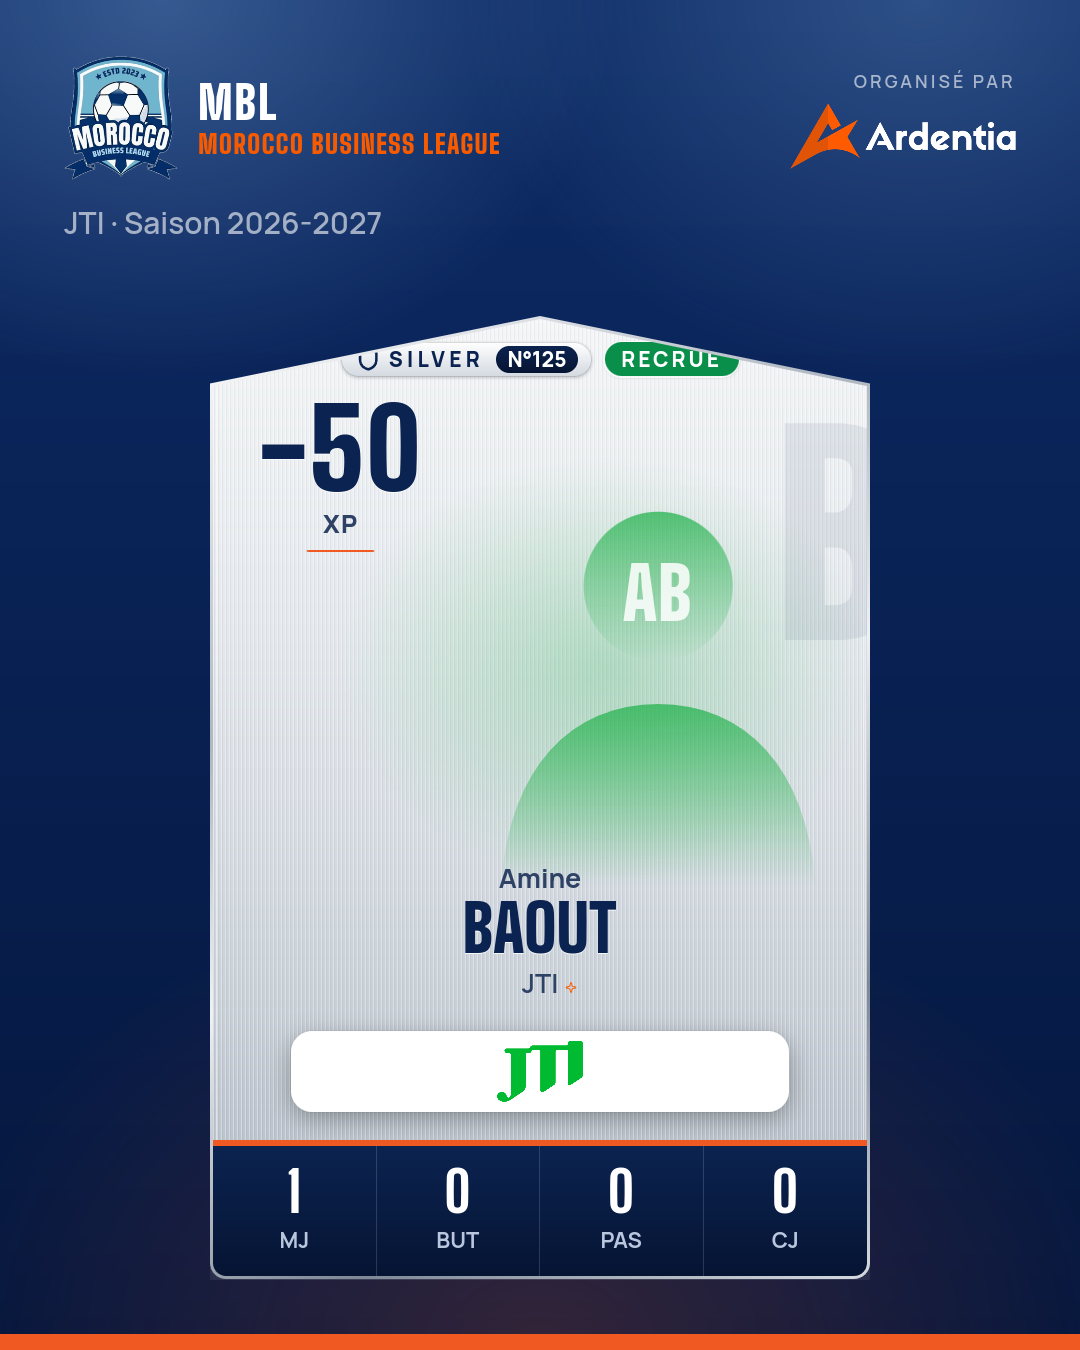 ★ ESTD 2023 ★
MOROCCO
BUSINESS LEAGUE
MBL
MOROCCO BUSINESS LEAGUE
ORGANISÉ PAR
Ardentia
JTI · Saison 2026-2027
SILVER N°125 RECRUE
-50
XP
B
AB
Amine
BAOUT
JTI
JTI
1 0 0 0
MJ BUT PAS CJ